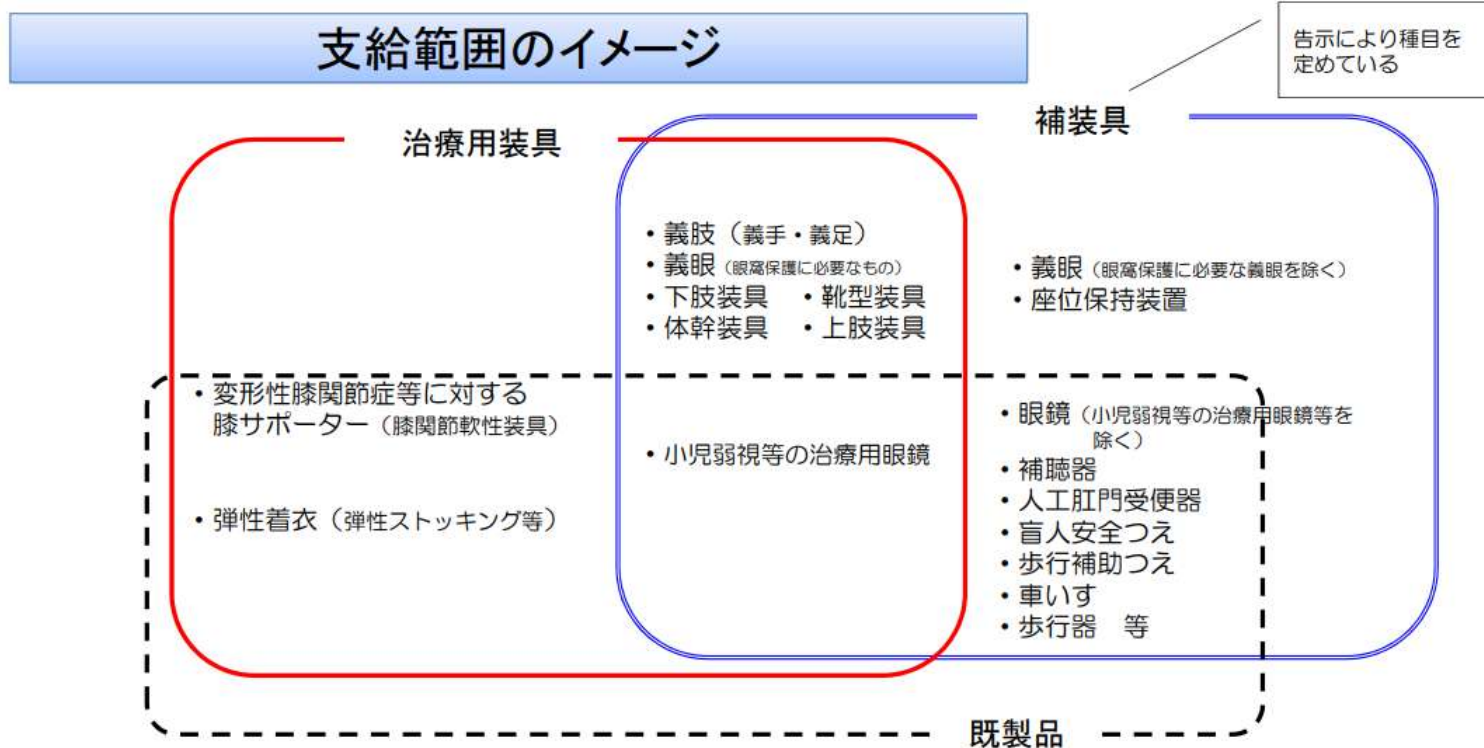 支給範囲のイメージ
告示により種目を
定めている
治療用装具
補装具
・義肢（義手・義足）
・義眼（眼窩保護に必要なもの）
・下肢装具　・靴型装具
・体幹装具　・上肢装具
・義眼（眼窩保護に必要な義眼を除く）
・座位保持装置
・変形性膝関節症等に対する
膝サポーター（膝関節軟性装具）
・弾性着衣（弾性ストッキング等）
・小児弱視等の治療用眼鏡
・眼鏡（小児弱視等の治療用眼鏡等を
除く）
・補聴器
・人工肛門受便器
・盲人安全つえ
・歩行補助つえ
・車いす
・歩行器　等
既製品